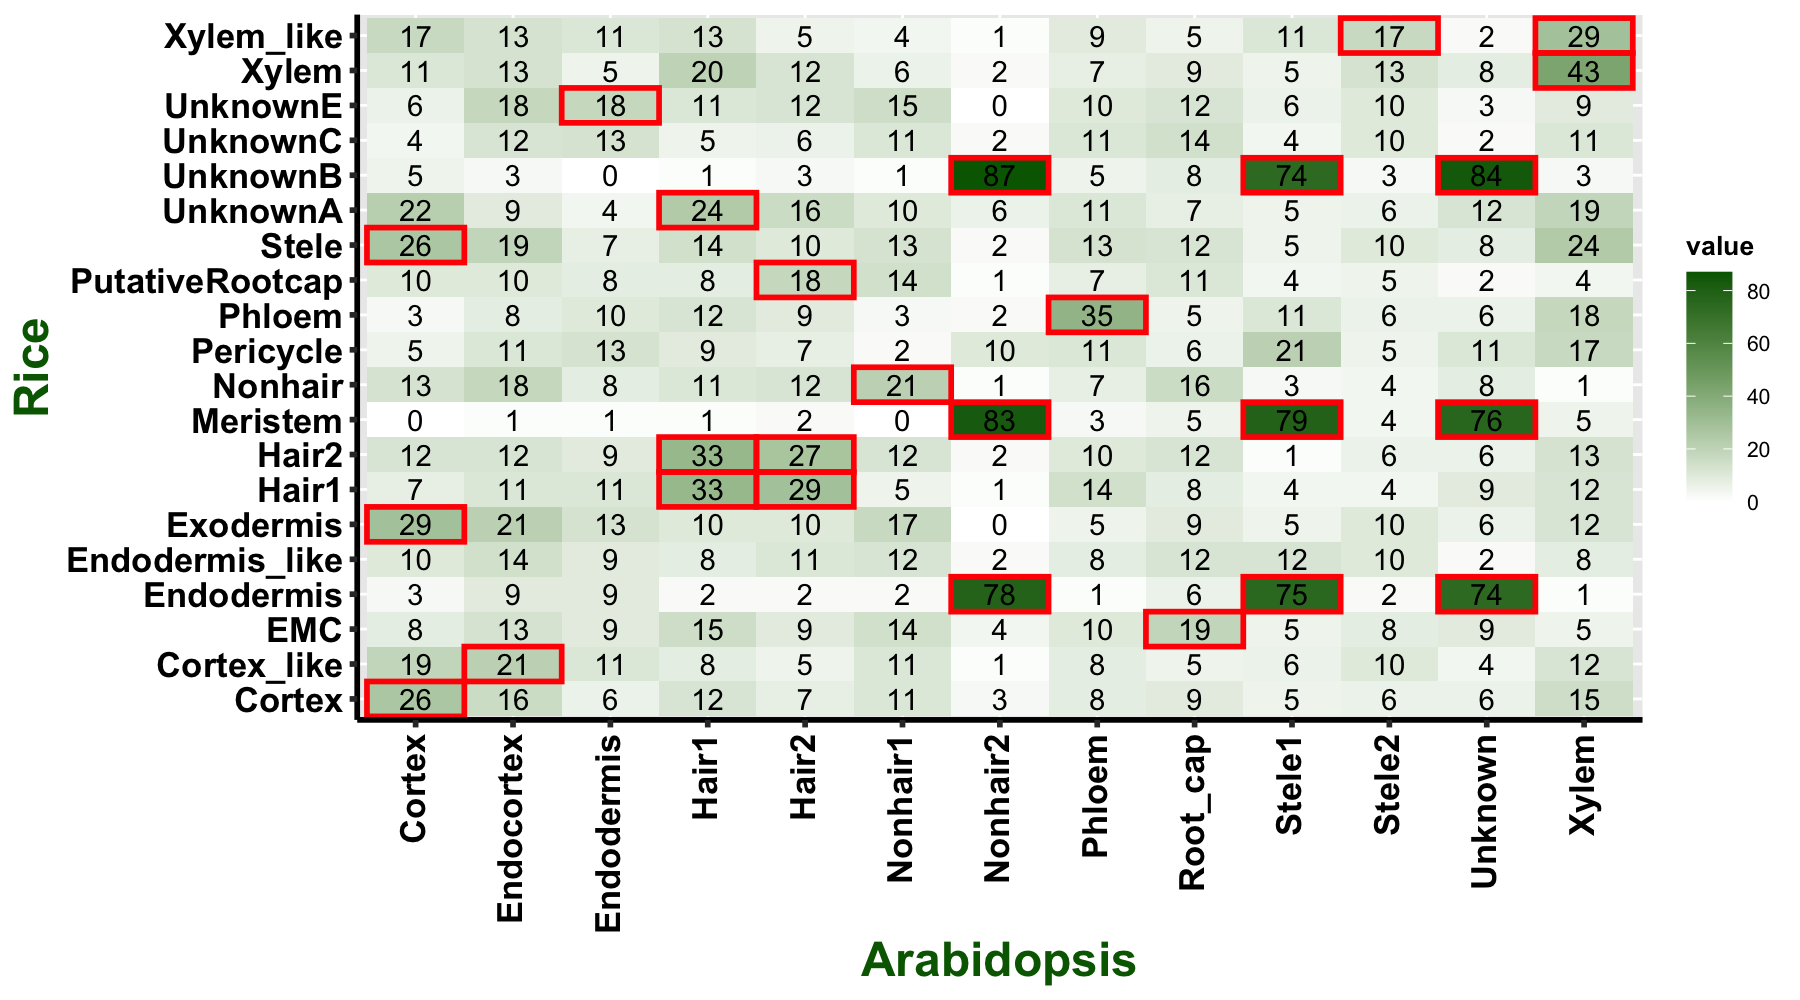 Xylem_like 17 13 11 13 5 4 1 9 5 11 17 2 29
Xylem 11 13 5 20 12 6 2 7 9 5 13 8 43
UnknownE 6 18 18 11 12 15 0 10 12 6 10 3 9
UnknownC 4 12 13 5 6 11 2 11 14 4 10 2 11
UnknownB 5 3 0 1 3 1 87 5 8 74 3 84 3
UnknownA 22 9 4 24 16 10 6 11 7 5 6 12 19
Stele 26 19 7 14 10 13 2 13 12 5 10 8 24
PutativeRootcap 10 10 8 8 18 14 1 7 11 4 5 2 4
Phloem 3 8 10 12 9 3 2 35 5 11 6 6 18
Pericycle 5 11 13 9 7 2 10 11 6 21 5 11 17
Nonhair 13 18 8 11 12 21 1 7 16 3 4 8 1
Meristem 0 1 1 1 2 0 83 3 5 79 4 76 5
Hair2 12 12 9 33 27 12 2 10 12 1 6 6 13
Hair1 7 11 11 33 29 5 1 14 8 4 4 9 12
Exodermis 29 21 13 10 10 17 0 5 9 5 10 6 12
Endodermis_like 10 14 9 8 11 12 2 8 12 12 10 2 8
Endodermis 3 9 9 2 2 2 78 1 6 75 2 74 1
EMC 8 13 9 15 9 14 4 10 19 5 8 9 5
Cortex_like 19 21 11 8 5 11 1 8 5 6 10 4 12
Cortex 26 16 6 12 7 11 3 8 9 5 6 6 15
Rice
Cortex
Endocortex
Endodermis
Hair1
Hair2
Nonhair1
Nonhair2
Phloem
Root_cap
Stele1
Stele2
Unknown
Xylem
Arabidopsis
value
80
60
40
20
0